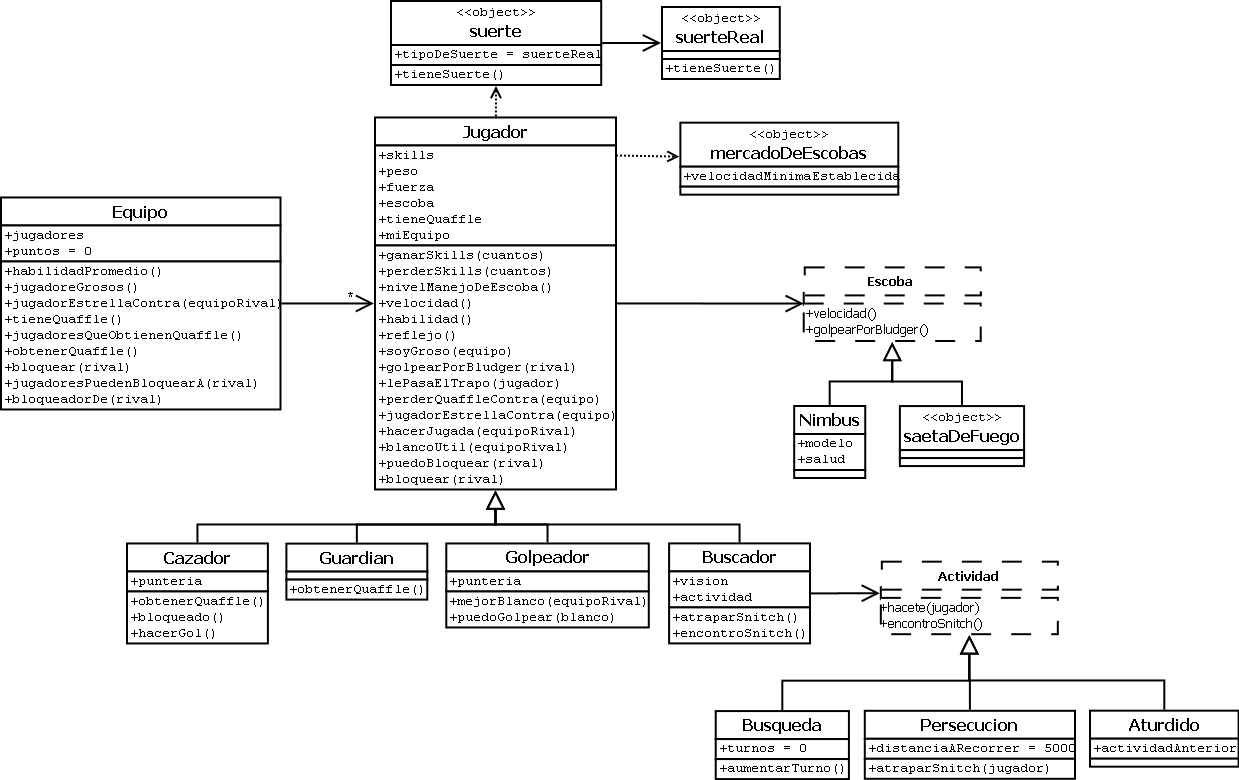 <<object>>
suerte
+tipoDeSuerte = suerteReal
+tieneSuerte()
<<object>>
suerteReal
+tieneSuerte()
Jugador
+skills
+peso
+fuerza
+escoba
+tieneQuaffle
+miEquipo
+ganarSkills(cuantos)
+perderSkills(cuantos)
+nivelManejoDeEscoba()
+velocidad()
+habilidad()
+reflejo()
+soyGroso(equipo)
+golpearPorBludger(rival)
+lePasaElTrapo(jugador)
+perderQuaffleContra(equipo)
+jugadorEstrellaContra(equipo)
+hacerJugada(equipoRival)
+blancoUtil(equipoRival)
+puedoBloquear(rival)
+bloquear(rival)
<<object>>
mercadoDeEscobas
+velocidadMinimaEstablecida
Equipo
+jugadores
+puntos = 0
+habilidadPromedio()
+jugadoreGrosos()
+jugadorEstrellaContra(equipoRival)
+tieneQuaffle()
+jugadoresQueObtienenQuaffle()
+obtenerQuaffle()
+bloquear(rival)
+jugadoresPuedenBloquearA(rival)
+bloqueadorDe(rival)
*
Escoba
+velocidad()
+golpearPorBludger()
Nimbus
+modelo
+salud
<<object>>
saetaDeFuego
Cazador
+punteria
+obtenerQuaffle()
+bloqueado()
+hacerGol()
Guardian
+obtenerQuaffle()
Golpeador
+punteria
+mejorBlanco(equipoRival)
+puedoGolpear(blanco)
Buscador
+vision
+actividad
+atraparSnitch()
+encontroSnitch()
Actividad
+hacete(jugador)
+encontroSnitch()
Busqueda
+turnos = 0
+aumentarTurno()
Persecucion
+distanciaARecorrer = 5000
+atraparSnitch(jugador)
Aturdido
+actividadAnterior